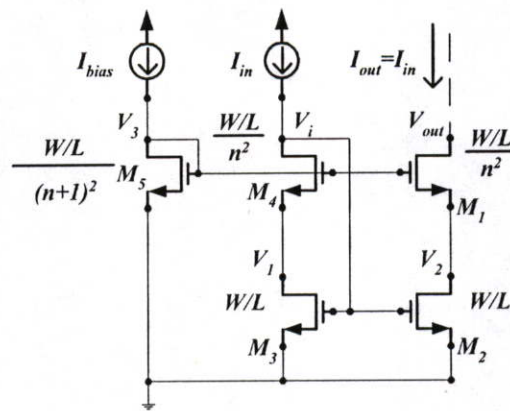 I_bias
I_in
I_out=I_in
V_3
W/L
n^2
V_i
V_out
W/L
n^2
W/L
(n+1)^2
M_5
M_4
M_1
V_1
V_2
W/L
W/L
M_3
M_2